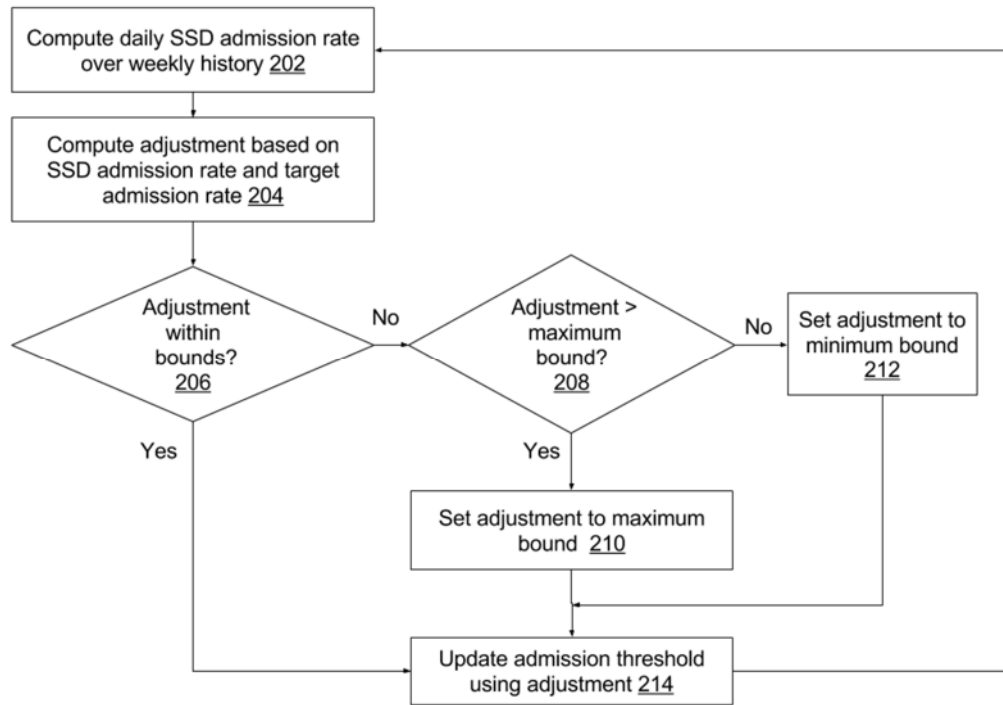 Compute daily SSD admission rate
over weekly history 202
Compute adjustment based on
SSD admission rate and target
admission rate 204
Adjustment
within
bounds?
206
No
Adjustment >
maximum
bound?
208
No
Set adjustment to
minimum bound
212
Yes
Yes
Set adjustment to maximum
bound 210
Update admission threshold
using adjustment 214